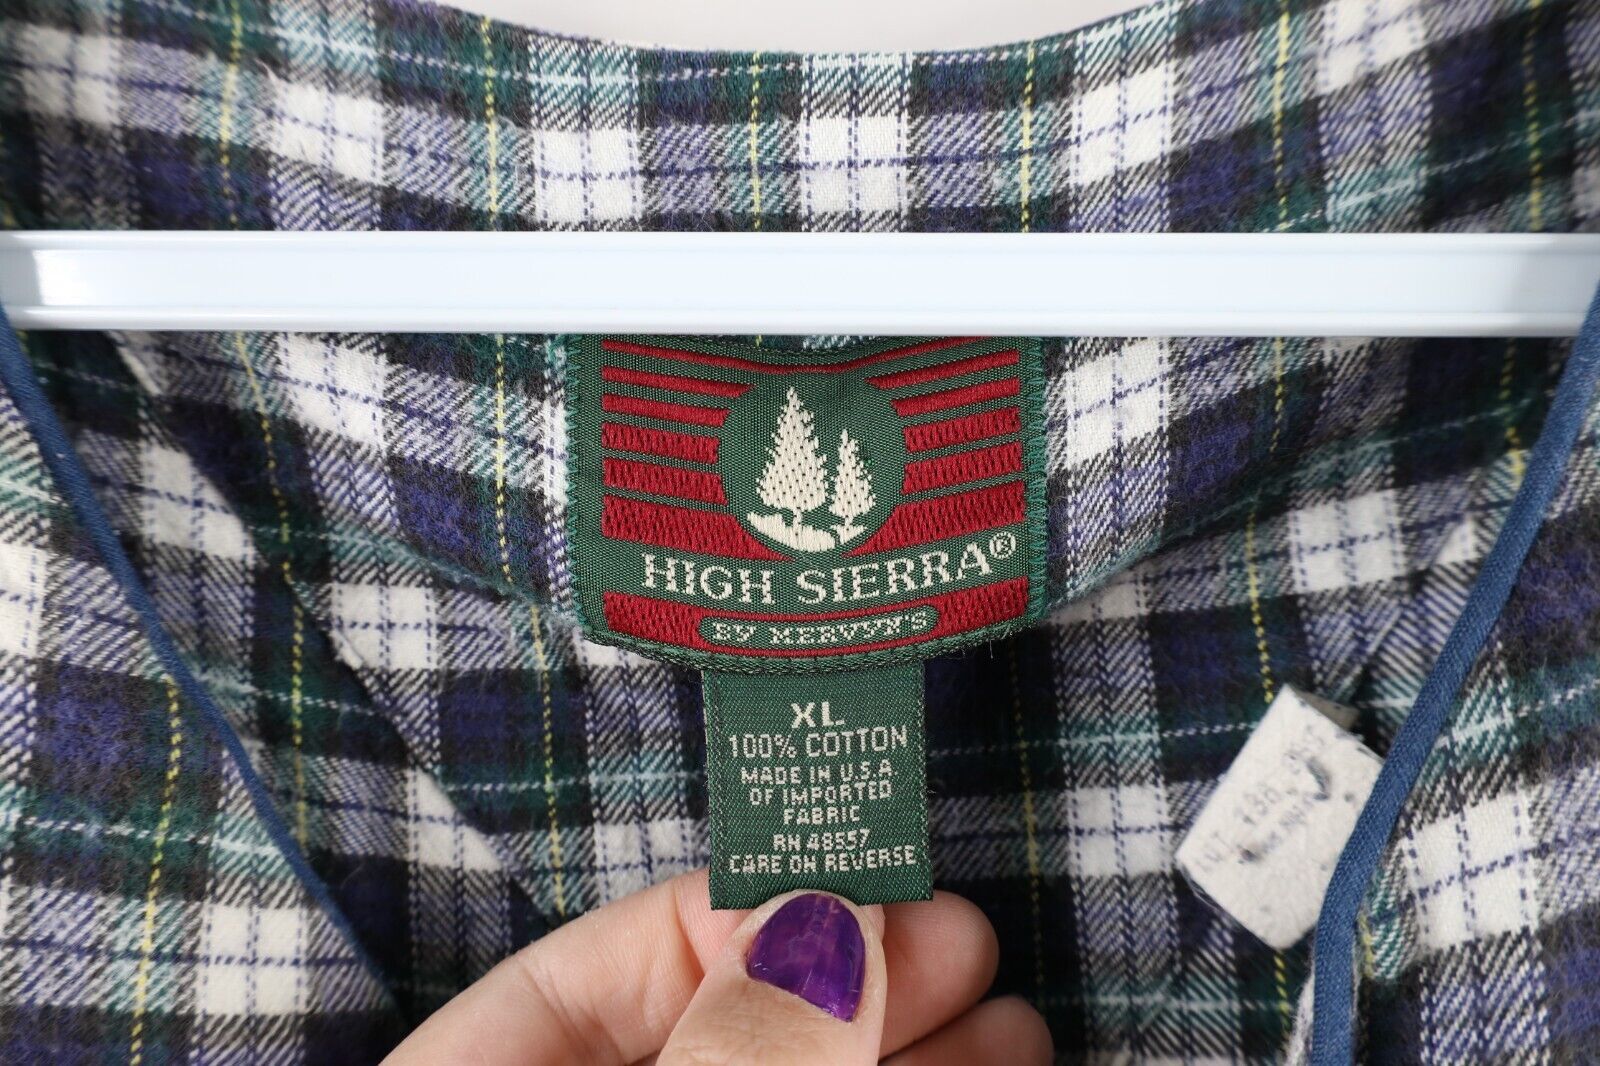 HIGH SIERRA®
BY MERVYN'S
XL
100% COTTON
MADE IN U.S.A.
OF IMPORTED
FABRIC
RN 48557
CARE ON REVERSE